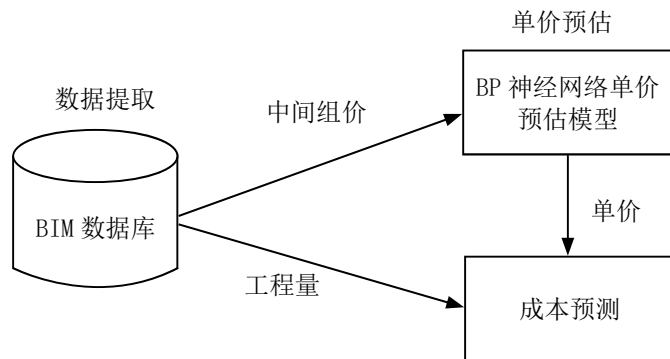 单价预估
数据提取
中间组价
BP 神经网络单价
预估模型
BIM 数据库
单价
工程量
成本预测